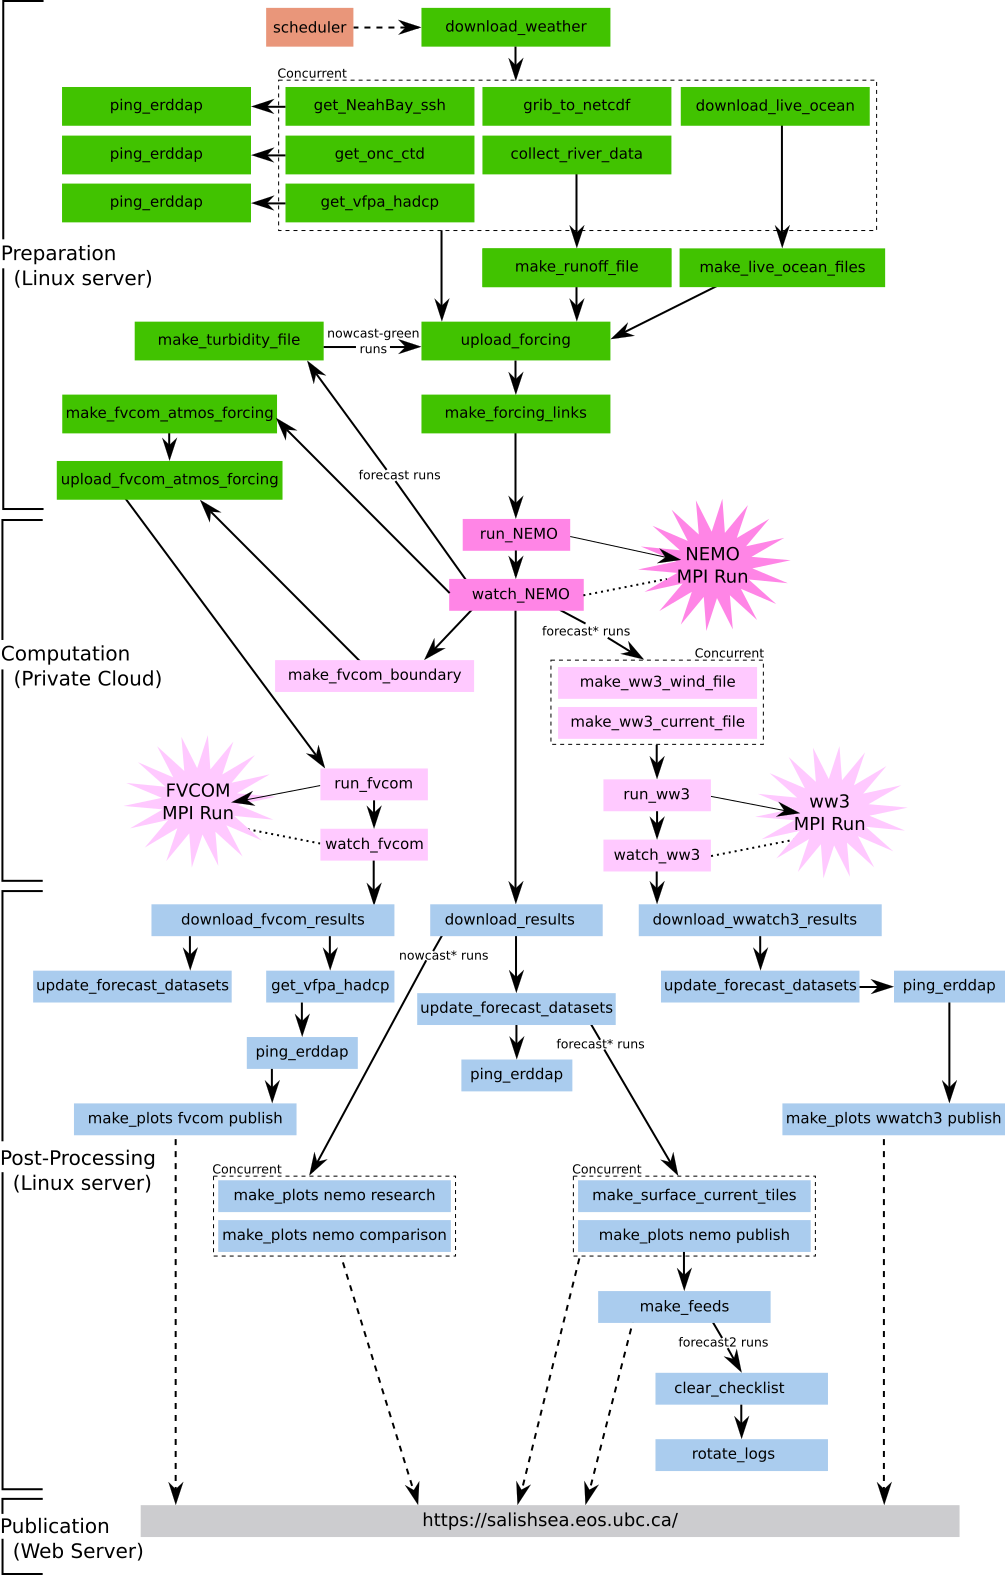 scheduler
download_weather
Concurrent
ping_erddap
get_NeahBay_ssh
grib_to_netcdf
download_live_ocean
ping_erddap
get_onc_ctd
collect_river_data
ping_erddap
get_vfpa_hadcp
Preparation
(Linux server)
make_runoff_file
make_live_ocean_files
make_turbidity_file
nowcast-green
runs
upload_forcing
make_fvcom_atmos_forcing
make_forcing_links
upload_fvcom_atmos_forcing
forecast runs
run_NEMO
NEMO
MPI Run
watch_NEMO
forecast* runs
Computation
(Private Cloud)
make_fvcom_boundary
Concurrent
make_ww3_wind_file
make_ww3_current_file
FVCOM
MPI Run
run_fvcom
run_ww3
ww3
MPI Run
watch_fvcom
watch_ww3
download_fvcom_results
download_results
download_wwatch3_results
nowcast* runs
update_forecast_datasets
get_vfpa_hadcp
update_forecast_datasets
update_forecast_datasets
ping_erddap
forecast* runs
ping_erddap
ping_erddap
make_plots fvcom publish
make_plots wwatch3 publish
Post-Processing
(Linux server)
Concurrent
make_plots nemo research
make_plots nemo comparison
Concurrent
make_surface_current_tiles
make_plots nemo publish
make_feeds
forecast2 runs
clear_checklist
rotate_logs
Publication
(Web Server)
https://salishsea.eos.ubc.ca/